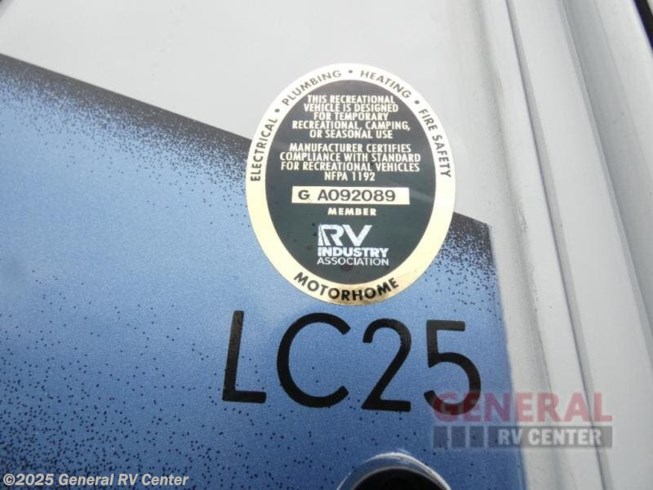 ELECTRICAL • PLUMBING • HEATING • FIRE SAFETY
THIS RECREATIONAL
VEHICLE IS DESIGNED
FOR TEMPORARY
RECREATIONAL, CAMPING,
OR SEASONAL USE
MANUFACTURER CERTIFIES
COMPLIANCE WITH STANDARD
FOR RECREATIONAL VEHICLES
NFPA 1192
G A092089
MEMBER
RV
INDUSTRY
ASSOCIATION
MOTORHOME
LC25
GENERAL
RV CENTER
©2025 General RV Center